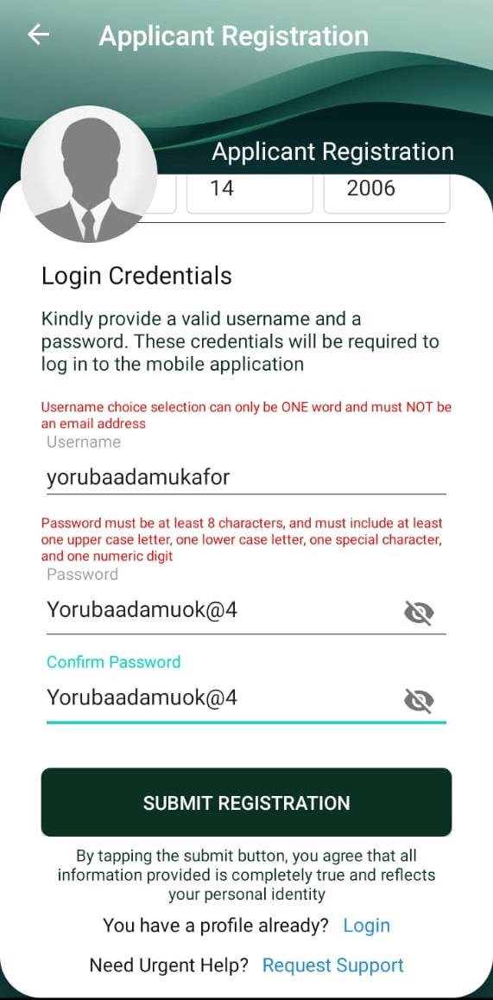 Applicant Registration
Applicant Registration
14
2006
Login Credentials
Kindly provide a valid username and a
password. These credentials will be required to
log in to the mobile application
Username choice selection can only be ONE word and must NOT be
an email address
Username
yorubaadamukafor
Password must be at least 8 characters, and must include at least
one upper case letter, one lower case letter, one special character,
and one numeric digit
Password
Yorubaadamuok@4
Confirm Password
Yorubaadamuok@4
SUBMIT REGISTRATION
By tapping the submit button, you agree that all
information provided is completely true and reflects
your personal identity
You have a profile already? Login
Need Urgent Help? Request Support